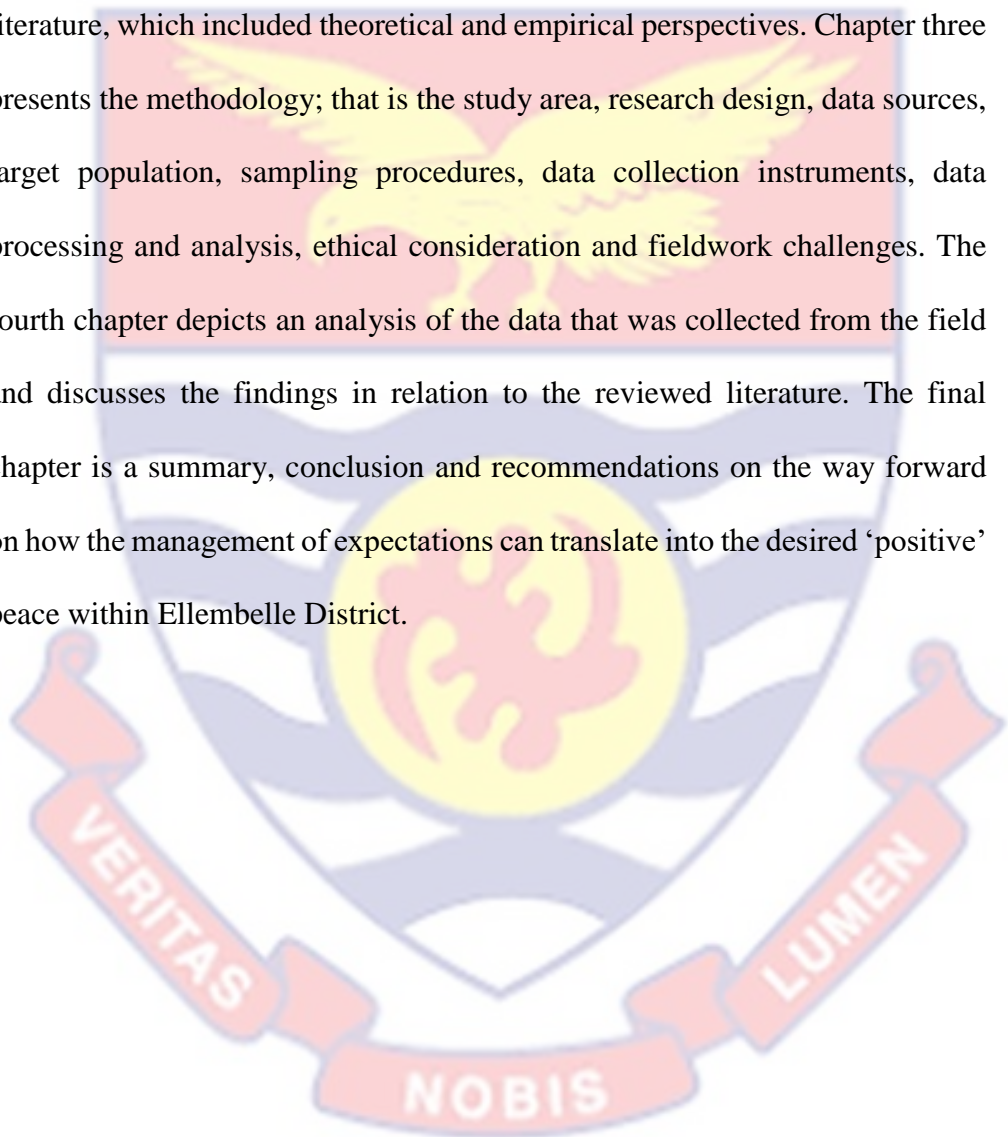 literature, which included theoretical and empirical perspectives. Chapter three
presents the methodology; that is the study area, research design, data sources,
target population, sampling procedures, data collection instruments, data
processing and analysis, ethical consideration and fieldwork challenges. The
fourth chapter depicts an analysis of the data that was collected from the field
and discusses the findings in relation to the reviewed literature. The final
chapter is a summary, conclusion and recommendations on the way forward
on how the management of expectations can translate into the desired ‘positive’
peace within Ellembelle District.
VERITAS
NOBIS
LUMEN